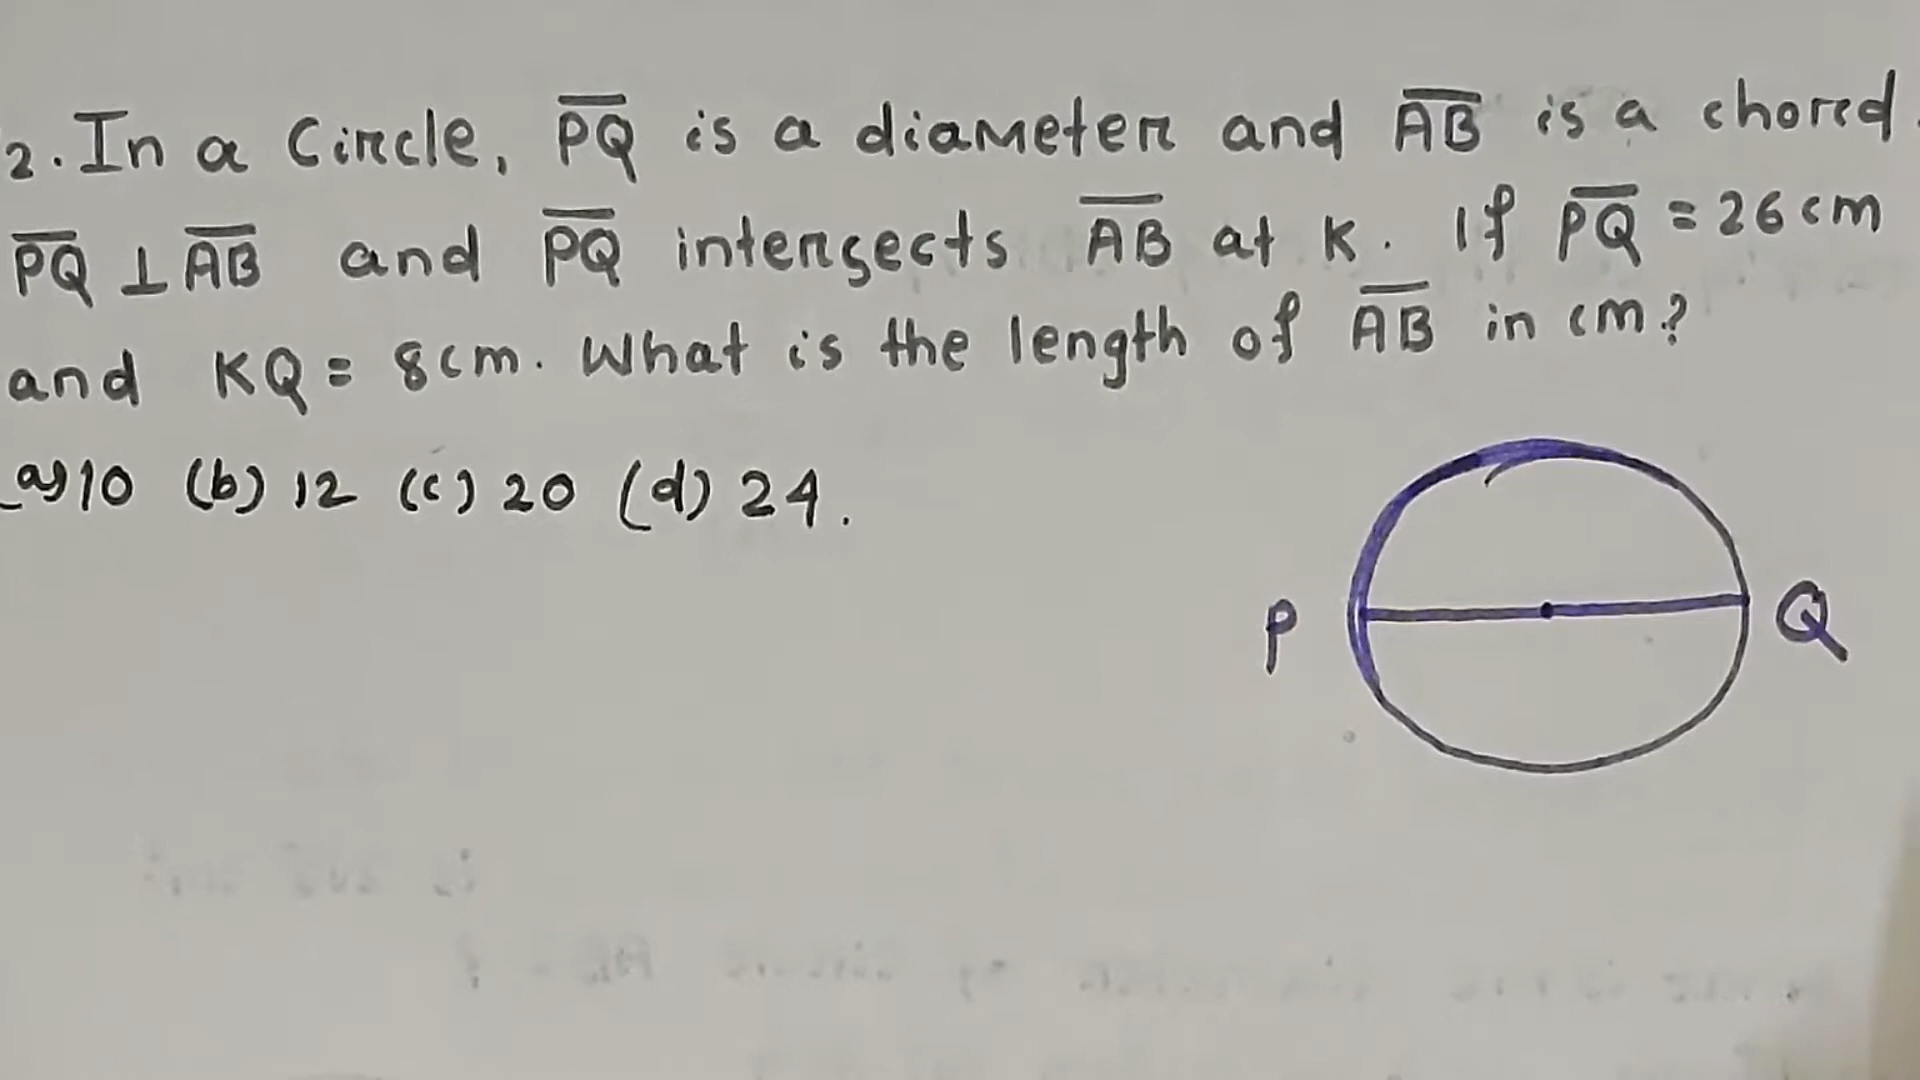 2. In a Circle, PQ is a diameter and AB is a chord.
PQ ⊥ AB and PQ intersects AB at K. If PQ = 26 cm
and KQ = 8 cm. What is the length of AB in cm?
a) 10 (b) 12 (c) 20 (d) 24.
P Q